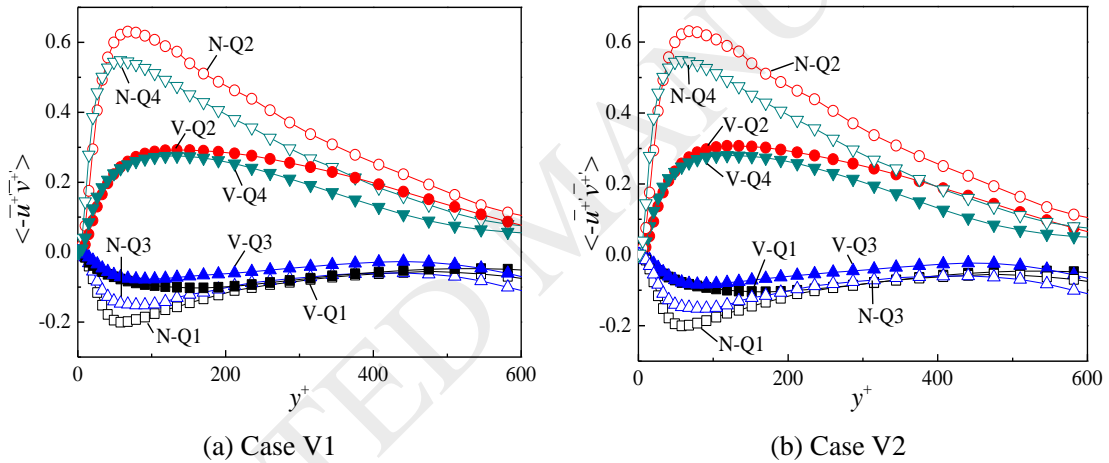 0.6
0.4
0.2
0.0
-0.2
0
200
400
600
<-u̅⁺'v̅⁺'>
y⁺
N-Q2
N-Q4
V-Q2
V-Q4
N-Q3
V-Q3
V-Q1
N-Q1
(a) Case V1
0.6
0.4
0.2
0.0
-0.2
0
200
400
600
<-u̅⁺'v̅⁺'>
y⁺
N-Q2
N-Q4
V-Q2
V-Q4
V-Q1
V-Q3
N-Q3
N-Q1
(b) Case V2
TED MANU